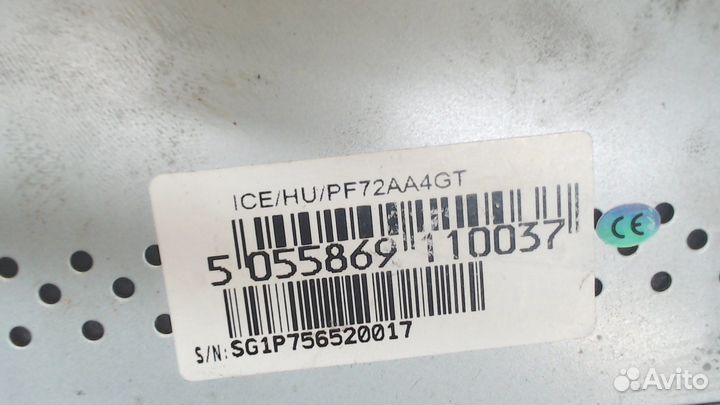 ICE/HU/PF72AA4GT
5 055869 110037
CE
S/N: SG1P756520017
Avito